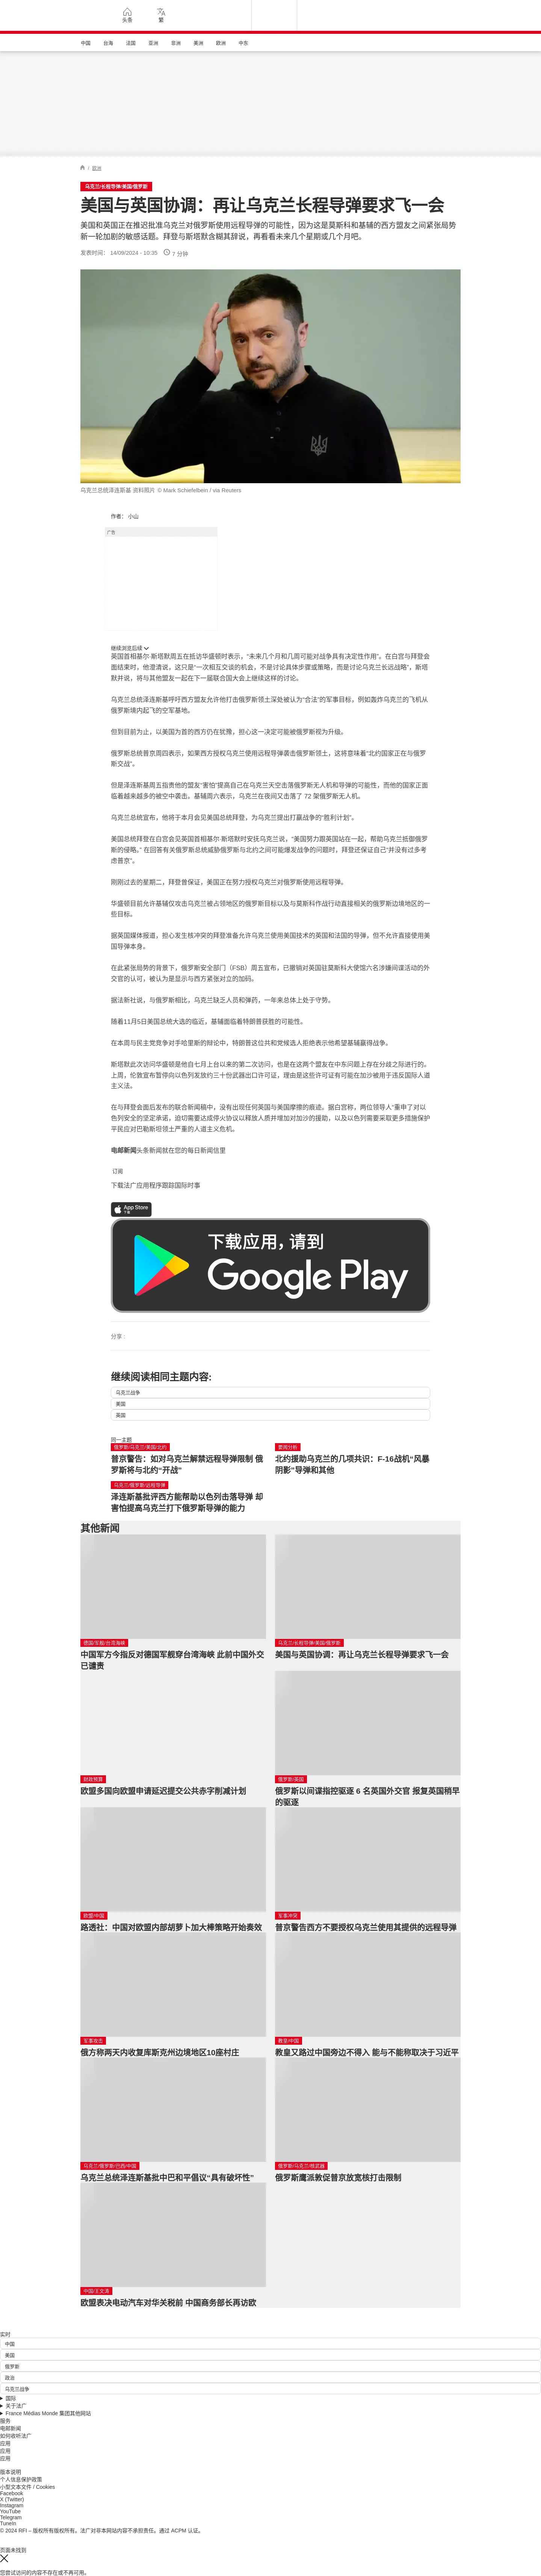 头条
繁
中国 台海 法国 亚洲 非洲 美洲 欧洲 中东
/ 欧洲
乌克兰/长程导弹/美国/俄罗斯
美国与英国协调：再让乌克兰长程导弹要求飞一会
美国和英国正在推迟批准乌克兰对俄罗斯使用远程导弹的可能性，因为这是莫斯科和基辅的西方盟友之间紧张局势
新一轮加剧的敏感话题。拜登与斯塔默含糊其辞说，再看看未来几个星期或几个月吧。
发表时间： 14/09/2024 - 10:35 7 分钟
乌克兰总统泽连斯基 资料照片 © Mark Schiefelbein / via Reuters
作者： 小山
广告
继续浏览后续
英国首相基尔·斯塔默周五在抵访华盛顿时表示，“未来几个月和几周可能对战争具有决定性作用”。在白宫与拜登会
面结束时，他澄清说，这只是“一次相互交谈的机会，不是讨论具体步骤或策略，而是讨论乌克兰长远战略”，斯塔
默并说，将与其他盟友一起在下一届联合国大会上继续这样的讨论。
乌克兰总统泽连斯基呼吁西方盟友允许他打击俄罗斯领土深处被认为“合法”的军事目标，例如轰炸乌克兰的飞机从
俄罗斯境内起飞的空军基地。
但到目前为止，以美国为首的西方仍在犹豫，担心这一决定可能被俄罗斯视为升级。
俄罗斯总统普京周四表示，如果西方授权乌克兰使用远程导弹袭击俄罗斯领土，这将意味着“北约国家正在与俄罗
斯交战”。
但是泽连斯基周五指责他的盟友“害怕”提高自己在乌克兰天空击落俄罗斯无人机和导弹的可能性，而他的国家正面
临着越来越多的被空中袭击。基辅周六表示，乌克兰在夜间又击落了 72 架俄罗斯无人机。
乌克兰总统宣布，他将于本月会见美国总统拜登，为乌克兰提出打赢战争的“胜利计划”。
美国总统拜登在白宫会见英国首相基尔·斯塔默时安抚乌克兰说，“美国努力跟英国站在一起，帮助乌克兰抵御俄罗
斯的侵略。” 在回答有关俄罗斯总统威胁俄罗斯与北约之间可能爆发战争的问题时，拜登还保证自己“并没有过多考
虑普京”。
刚刚过去的星期二，拜登曾保证，美国正在努力授权乌克兰对俄罗斯使用远程导弹。
华盛顿目前允许基辅仅攻击乌克兰被占领地区的俄罗斯目标以及与莫斯科作战行动直接相关的俄罗斯边境地区的一
些目标。
据英国媒体报道，担心发生核冲突的拜登准备允许乌克兰使用美国技术的英国和法国的导弹，但不允许直接使用美
国导弹本身。
在此紧张局势的背景下，俄罗斯安全部门（FSB）周五宣布，已撤销对英国驻莫斯科大使馆六名涉嫌间谍活动的外
交官的认可，被认为是显示与西方紧张对立的加码。
据法新社说，与俄罗斯相比，乌克兰缺乏人员和弹药，一年来总体上处于守势。
随着11月5日美国总统大选的临近，基辅面临着特朗普获胜的可能性。
在本周与民主党竞争对手哈里斯的辩论中，特朗普这位共和党候选人拒绝表示他希望基辅赢得战争。
斯塔默此次访问华盛顿是他自七月上台以来的第二次访问，也是在这两个盟友在中东问题上存在分歧之际进行的。
上周，伦敦宣布暂停向以色列发放约三十份武器出口许可证，理由是这些许可证有可能在加沙被用于违反国际人道
主义法。
在与拜登会面后发布的联合新闻稿中，没有出现任何英国与美国摩擦的痕迹。据白宫称，两位领导人“重申了对以
色列安全的坚定承诺，迫切需要达成停火协议以释放人质并增加对加沙的援助，以及以色列需要采取更多措施保护
平民应对巴勒斯坦领土严重的人道主义危机。
电邮新闻头条新闻就在您的每日新闻信里
订阅
下载法广应用程序跟踪国际时事
App Store
下载
下载应用，请到
Google Play
分享 :
继续阅读相同主题内容:
乌克兰战争
美国
英国
同一主题
俄罗斯/乌克兰/美国/北约
普京警告：如对乌克兰解禁远程导弹限制 俄
罗斯将与北约“开战”
要闻分析
北约援助乌克兰的几项共识：F-16战机“风暴
阴影”导弹和其他
乌克兰/俄罗斯/远程导弹
泽连斯基批评西方能帮助以色列击落导弹 却
害怕提高乌克兰打下俄罗斯导弹的能力
其他新闻
德国/军舰/台湾海峡
中国军方今指反对德国军舰穿台湾海峡 此前中国外交
已谴责
乌克兰/长程导弹/美国/俄罗斯
美国与英国协调：再让乌克兰长程导弹要求飞一会
财政预算
欧盟多国向欧盟申请延迟提交公共赤字削减计划
俄罗斯/英国
俄罗斯以间谍指控驱逐 6 名英国外交官 报复英国稍早
的驱逐
欧盟/中国
路透社：中国对欧盟内部胡萝卜加大棒策略开始奏效
军事冲突
普京警告西方不要授权乌克兰使用其提供的远程导弹
军事攻击
俄方称两天内收复库斯克州边境地区10座村庄
教皇/中国
教皇又路过中国旁边不得入 能与不能称取决于习近平
乌克兰/俄罗斯/巴西/中国
乌克兰总统泽连斯基批中巴和平倡议“具有破坏性”
俄罗斯/乌克兰/核武器
俄罗斯鹰派敦促普京放宽核打击限制
中国/王文涛
欧盟表决电动汽车对华关税前 中国商务部长再访欧
实时
中国
美国
俄罗斯
政治
乌克兰战争
国际
关于法广
France Médias Monde 集团其他网站
服务
电邮新闻
如何收听法广
应用
应用
应用
版本说明
个人信息保护政策
小型文本文件 / Cookies
Facebook
X (Twitter)
Instagram
YouTube
Telegram
TuneIn
© 2024 RFI – 版权所有版权所有。法广对非本网站内容不承担责任。通过 ACPM 认证。
页面未找到
您尝试访问的内容不存在或不再可用。